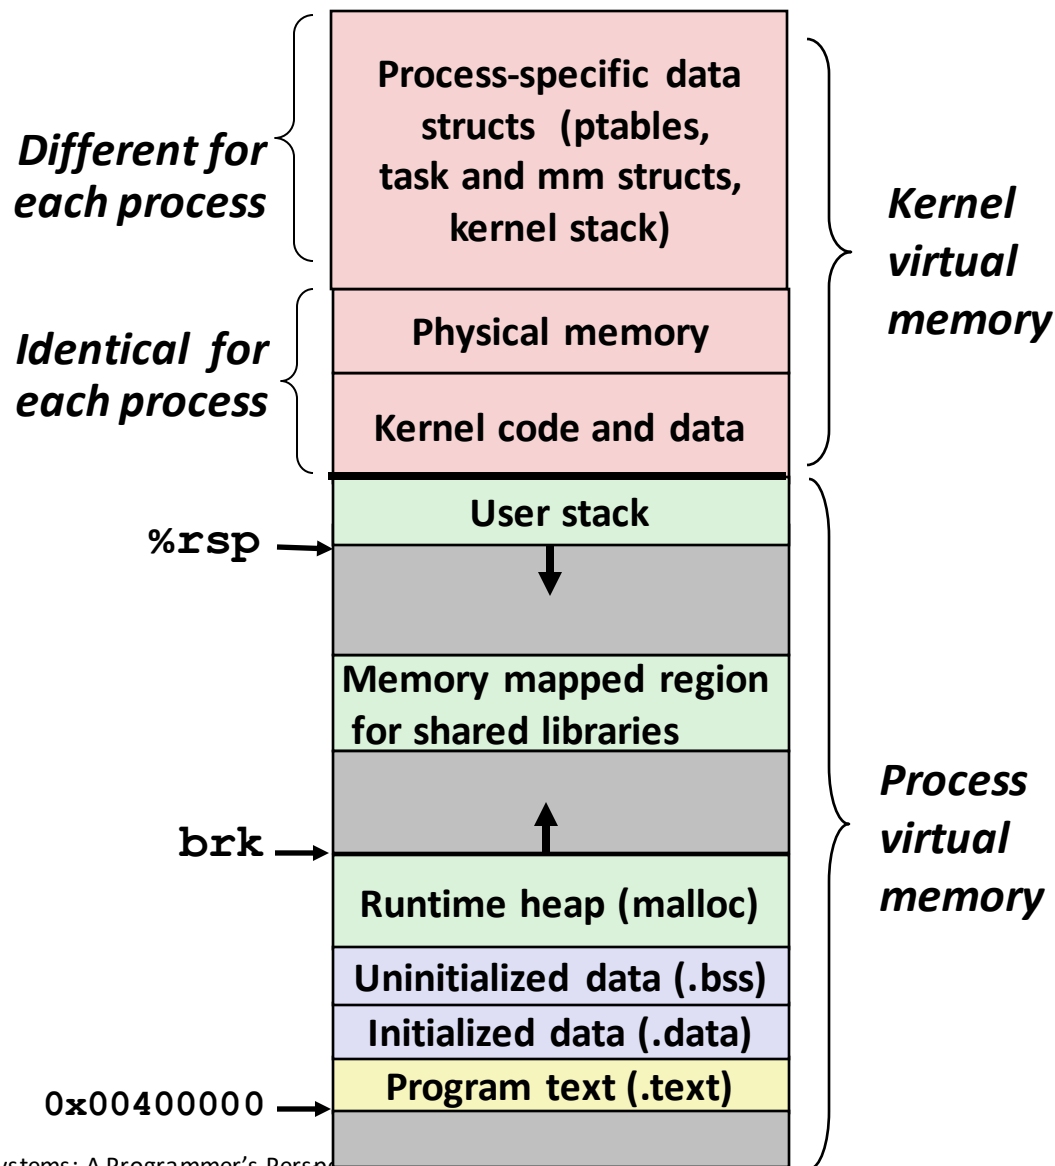 Process-specific data
structs (ptables,
task and mm structs,
kernel stack)
Different for
each process
Kernel
virtual
memory
Physical memory
Identical for
each process
Kernel code and data
User stack
%rsp
Memory mapped region
for shared libraries
Process
virtual
memory
brk
Runtime heap (malloc)
Uninitialized data (.bss)
Initialized data (.data)
Program text (.text)
0x00400000
A Programmer's